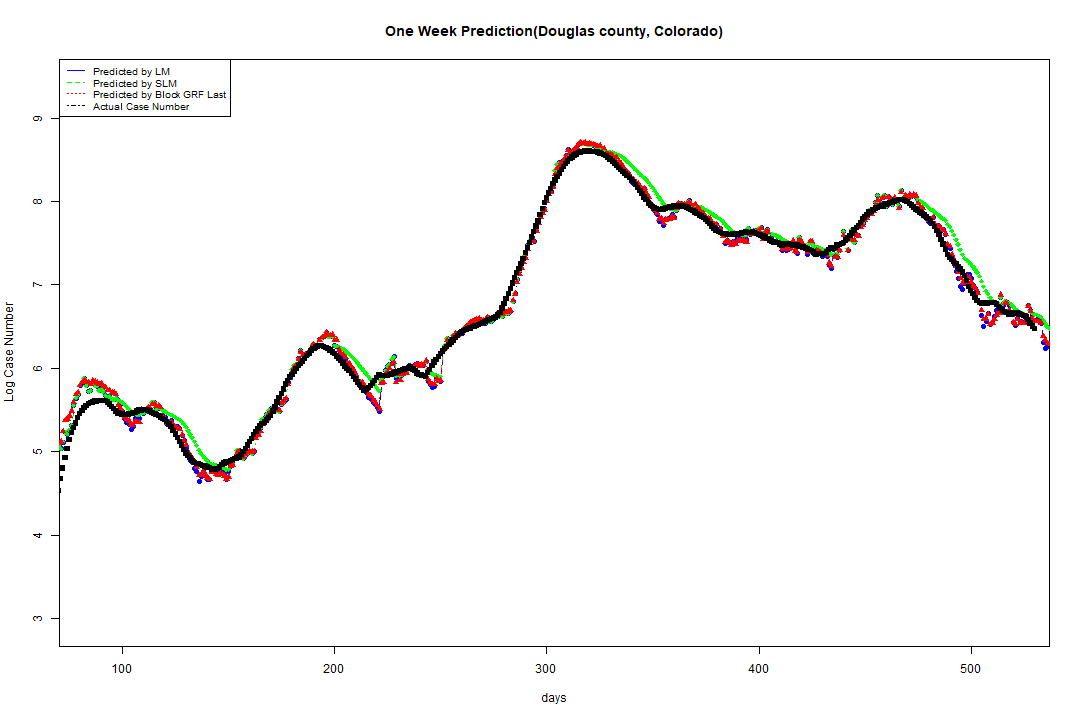 One Week Prediction(Douglas county, Colorado)
Predicted by LM
Predicted by SLM
Predicted by Block GRF Last
Actual Case Number
Log Case Number
9
8
7
6
5
4
3
100 200 300 400 500
days